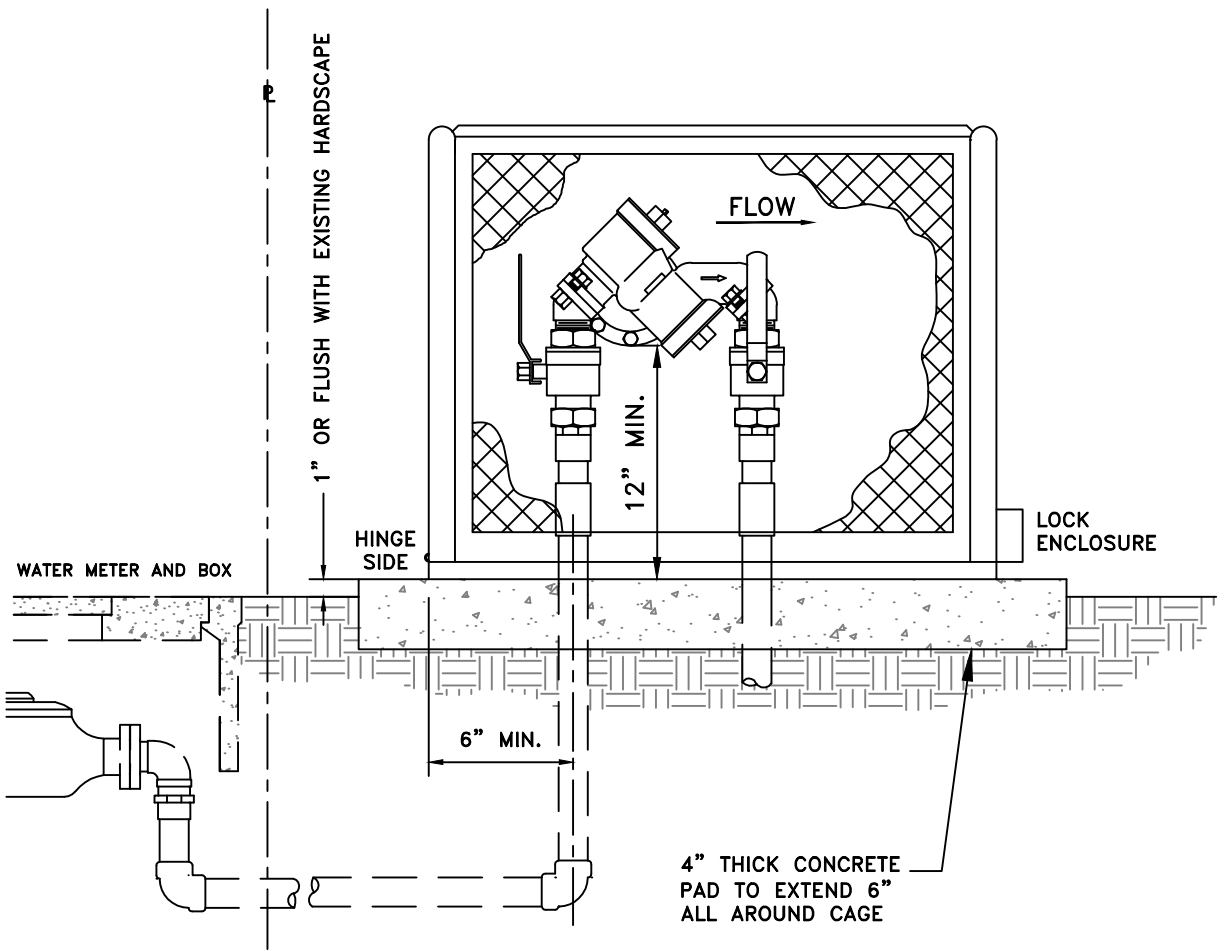 ℄
1” OR FLUSH WITH EXISTING HARDSCAPE
FLOW
12” MIN.
HINGE
SIDE
LOCK
ENCLOSURE
WATER METER AND BOX
6” MIN.
4” THICK CONCRETE
PAD TO EXTEND 6”
ALL AROUND CAGE